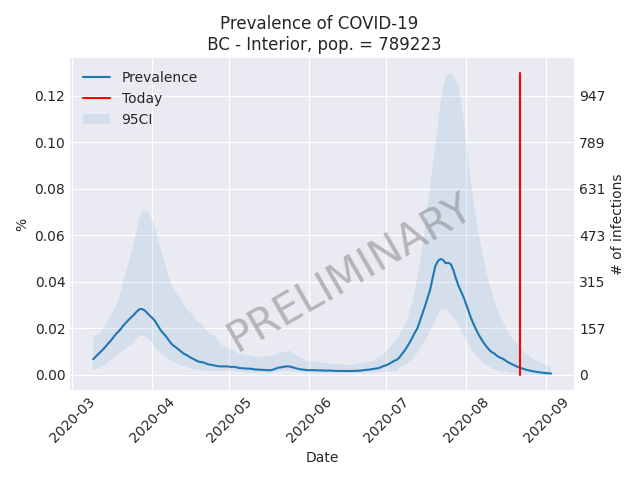 Prevalence of COVID-19
BC - Interior, pop. = 789223
Prevalence
Today
95CI
0.12
0.10
0.08
0.06
0.04
0.02
0.00
%
947
789
631
473
315
157
0
# of infections
PRELIMINARY
2020-03
2020-04
2020-05
2020-06
2020-07
2020-08
2020-09
Date